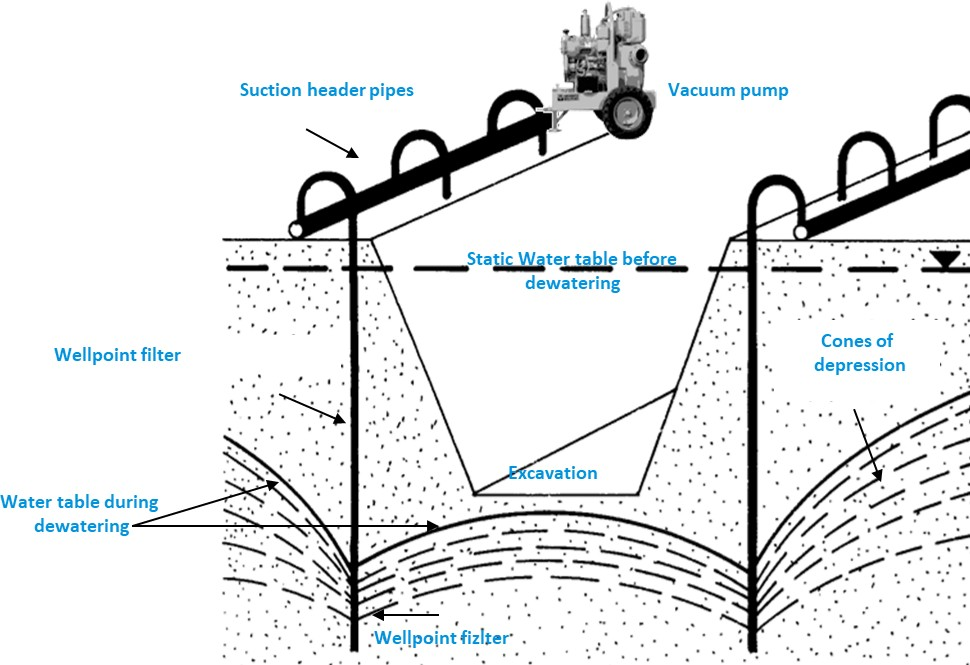 Suction header pipes
Vacuum pump
Static Water table before
dewatering
Wellpoint filter
Cones of
depression
Excavation
Water table during
dewatering
Wellpoint fizlter